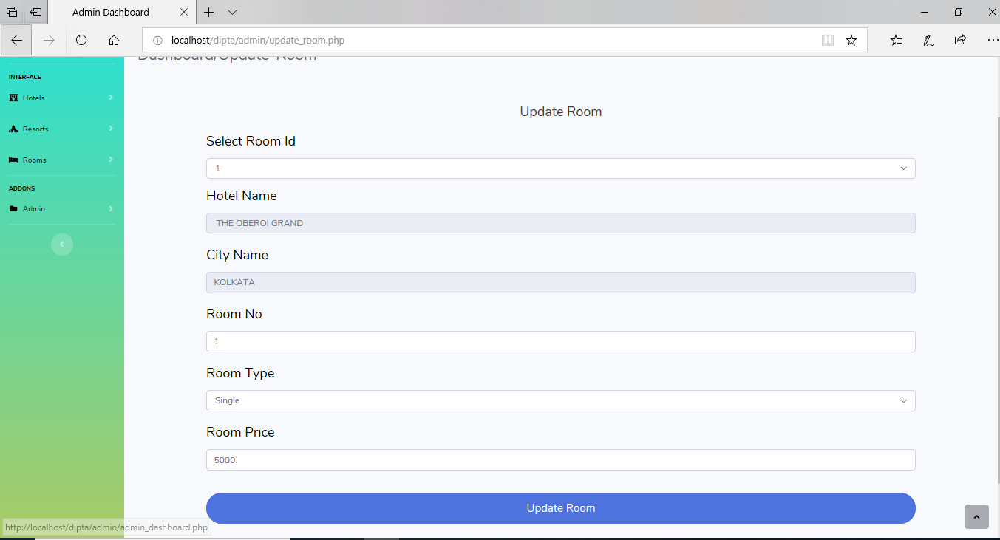 Admin Dashboard
localhost/dipta/admin/update_room.php
Dashboard/Update Room
INTERFACE
Hotels
Resorts
Rooms
ADDONS
Admin
Update Room
Select Room Id
1
Hotel Name
THE OBEROI GRAND
City Name
KOLKATA
Room No
1
Room Type
Single
Room Price
5000
Update Room
http://localhost/dipta/admin/admin_dashboard.php